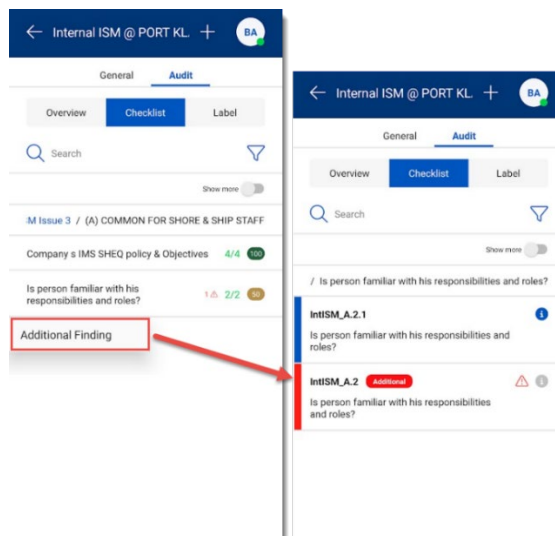 Internal ISM @ PORT KL.
BA
General Audit
Overview Checklist Label
Search
Show more
:M Issue 3 / (A) COMMON FOR SHORE & SHIP STAFF
Company s IMS SHEQ policy & Objectives 4/4 100
Is person familiar with his
responsibilities and roles? 1 2/2 50
Additional Finding
Internal ISM @ PORT KL.
BA
General Audit
Overview Checklist Label
Search
Show more
/ Is person familiar with his responsibilities and roles?
IntISM_A.2.1
Is person familiar with his responsibilities and
roles?
IntISM_A.2 Additional
Is person familiar with his responsibilities
and roles?